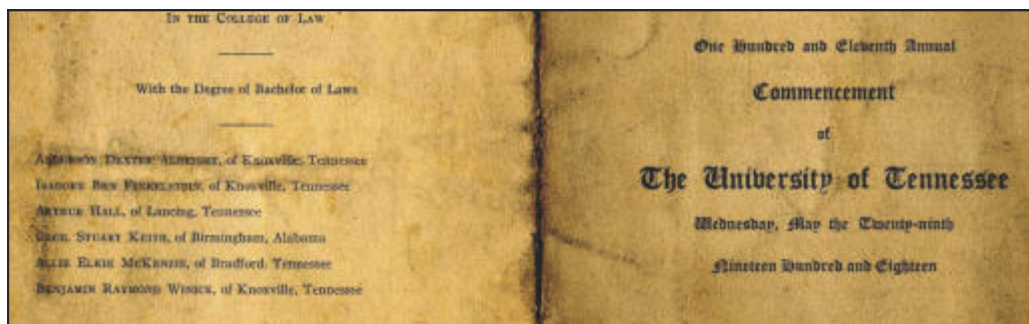 In the College of Law
With the Degree of Bachelor of Laws
Dexter, of Knoxville, Tennessee
Isadore Ben Finkelstein, of Knoxville, Tennessee
Arthur Hall, of Lancing, Tennessee
Cecil Stuart Keith, of Birmingham, Alabama
Allie Elkie McKenzie, of Bradford, Tennessee
Benjamin Raymond Winick, of Knoxville, Tennessee
One Hundred and Eleventh Annual
Commencement
of
The University of Tennessee
Wednesday, May the Twenty-ninth
Nineteen Hundred and Eighteen